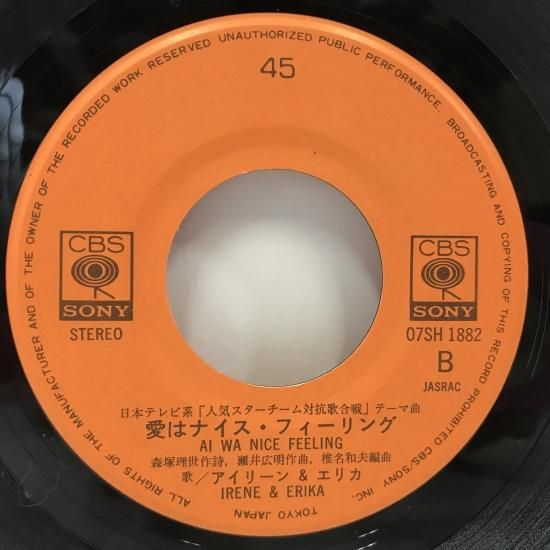 ALL RIGHTS OF THE MANUFACTURER AND OF THE OWNER OF THE RECORDED WORK RESERVED UNAUTHORIZED PUBLIC PERFORMANCE. BROADCASTING AND COPYING OF THIS RECORD PROHIBITED CBS/SONY INC. TOKYO JAPAN
45
CBS
SONY
STEREO
CBS
SONY
07SH 1882
B
JASRAC
日本テレビ系「人気スターチーム対抗歌合戦」テーマ曲
愛はナイス・フィーリング
AI WA NICE FEELING
森塚理世作詩,瀬井広明作曲,椎名和夫編曲
歌/アイリーン & エリカ
IRENE & ERIKA